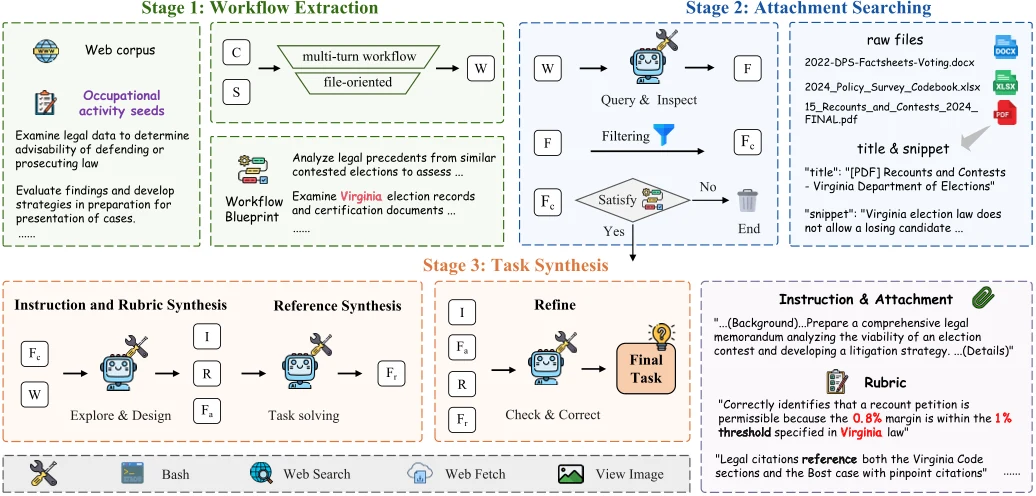 Stage 1: Workflow Extraction
Web corpus
Occupational
activity seeds
Examine legal data to determine
advisability of defending or
prosecuting law
Evaluate findings and develop
strategies in preparation for
presentation of cases.
......
C
S
multi-turn workflow
file-oriented
W
Workflow
Blueprint
Analyze legal precedents from similar
contested elections to assess ...
Examine Virginia election records
and certification documents ...
......
Stage 2: Attachment Searching
W
Query & Inspect
F
F
Filtering
Fc
Fc
Satisfy
No
Yes
End
raw files
2022-DPS-Factsheets-Voting.docx
DOCX
2024_Policy_Survey_Codebook.xlsx
XLSX
15_Recounts_and_Contests_2024_
FINAL.pdf
PDF
title & snippet
"title": "[PDF] Recounts and Contests
- Virginia Department of Elections"
"snippet": "Virginia election law does
not allow a losing candidate ...
Stage 3: Task Synthesis
Instruction and Rubric Synthesis
Reference Synthesis
Fc
W
Explore & Design
I
R
Fa
Task solving
Fr
Refine
I
Fa
R
Fr
Check & Correct
Final
Task
Instruction & Attachment
"...(Background)...Prepare a comprehensive legal
memorandum analyzing the viability of an election
contest and developing a litigation strategy. ...(Details)"
Rubric
"Correctly identifies that a recount petition is
permissible because the 0.8% margin is within the 1%
threshold specified in Virginia law"
"Legal citations reference both the Virginia Code
sections and the Bost case with pinpoint citations"
......
Bash
Web Search
Web Fetch
View Image